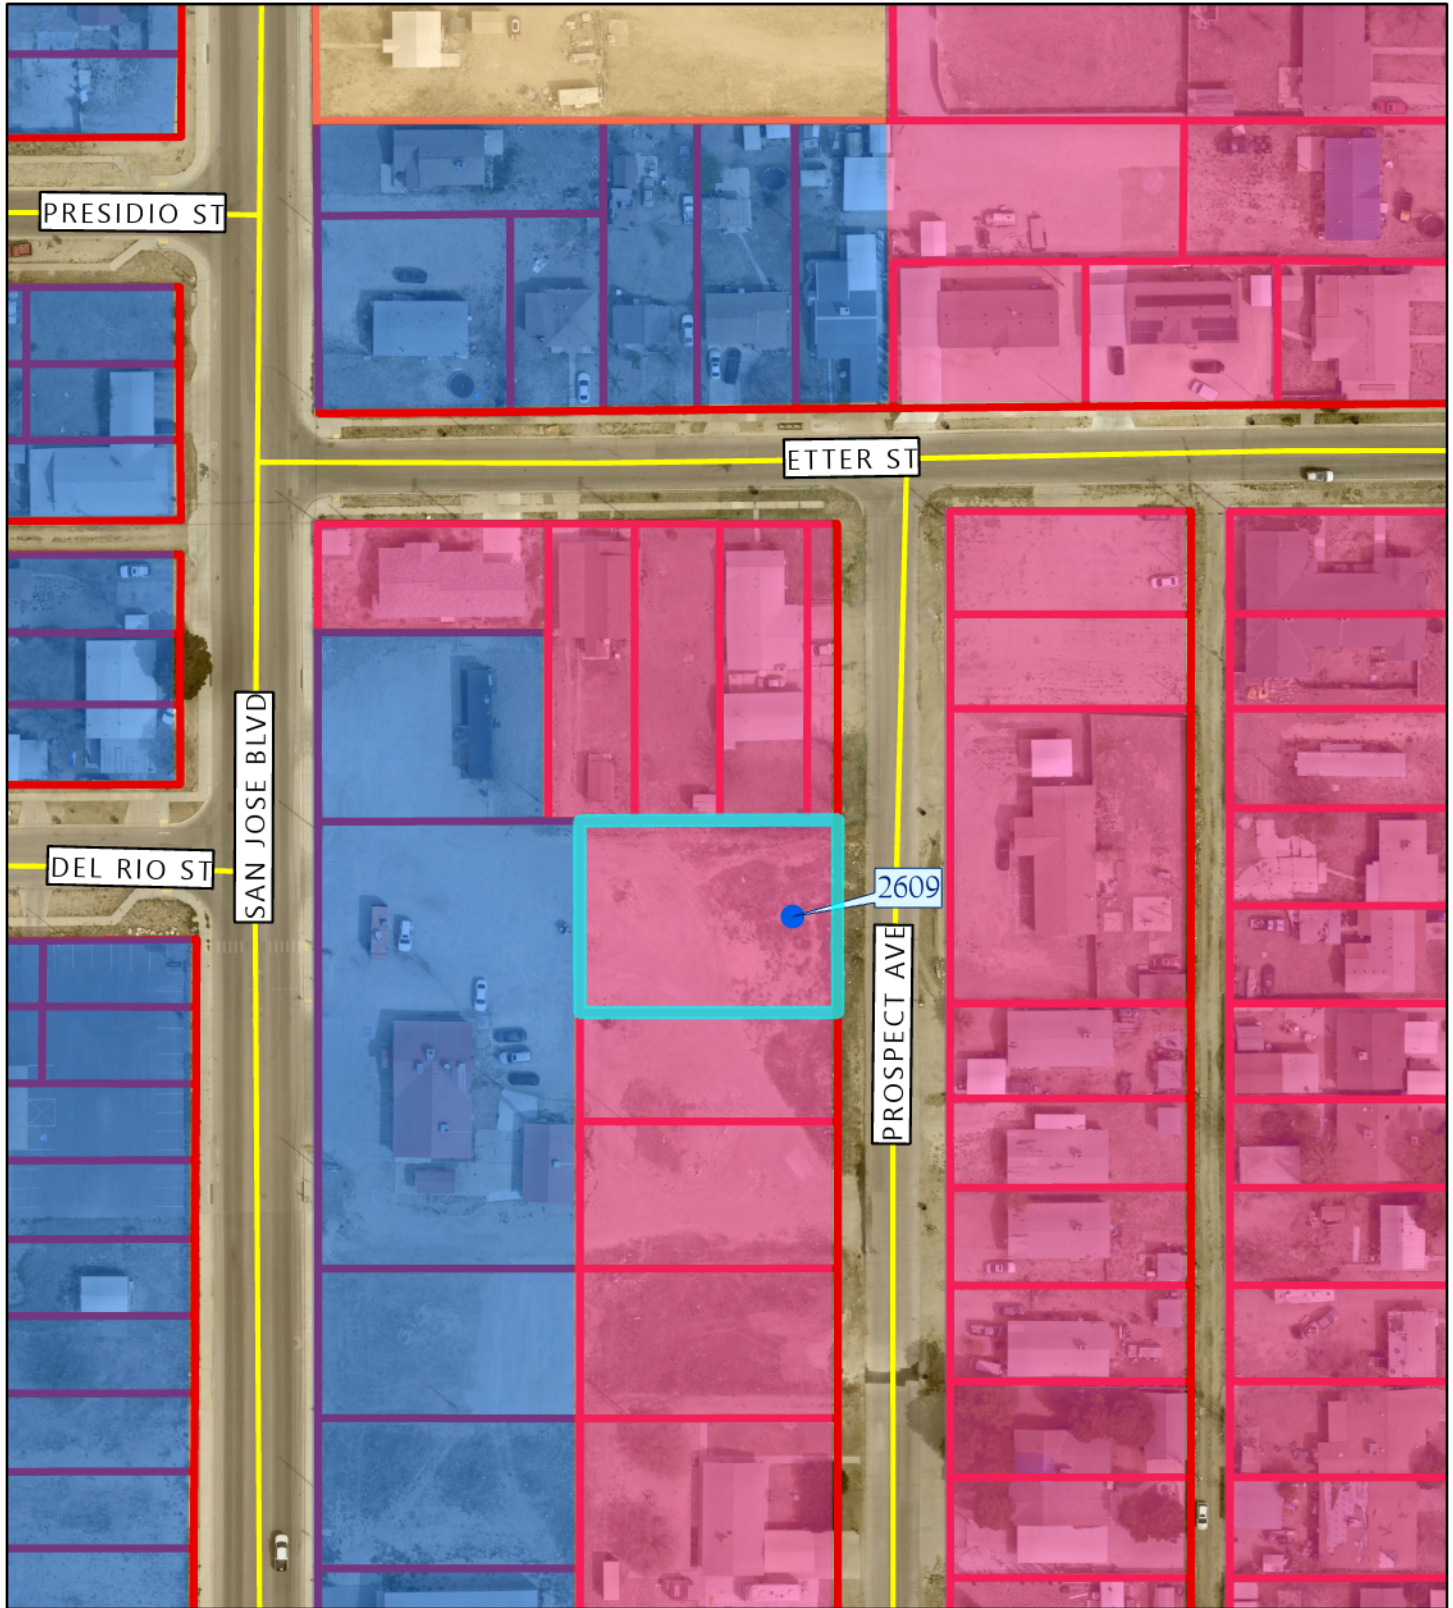 PRESIDIO ST
ETTER ST
SAN JOSE BLVD
DEL RIO ST
2609
PROSPECT AVE